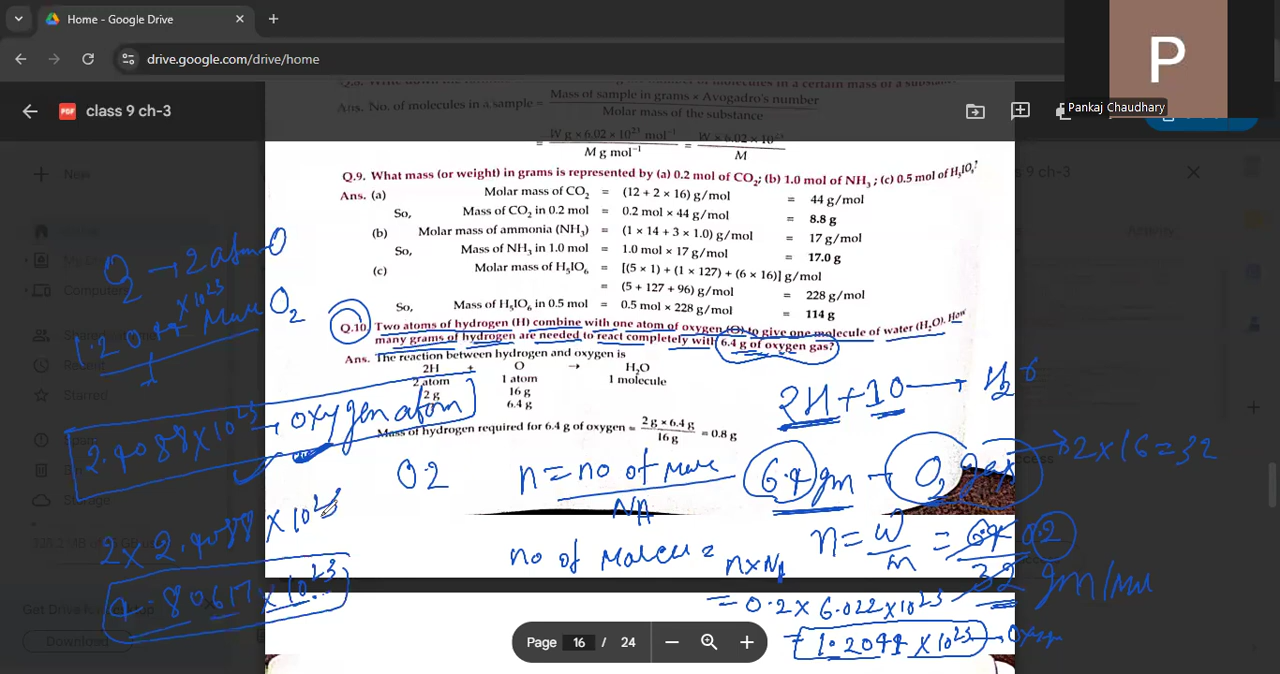 Home - Google Drive
drive.google.com/drive/home
P
Pankaj Chaudhary
class 9 ch-3
Mass of sample in grams × Avogadro's number
Ans. No. of molecules in a sample =
Molar mass of the substance
= W g × 6.02 × 10²³ mol⁻¹ / M g mol⁻¹ = W × 6.02 × 10²³ / M
Q.9. What mass (or weight) in grams is represented by (a) 0.2 mol of CO₂; (b) 1.0 mol of NH₃; (c) 0.5 mol of H₅IO₆?
Ans. (a) Molar mass of CO₂ = (12 + 2 × 16) g/mol = 44 g/mol
So, Mass of CO₂ in 0.2 mol = 0.2 mol × 44 g/mol = 8.8 g
(b) Molar mass of ammonia (NH₃) = (1 × 14 + 3 × 1.0) g/mol = 17 g/mol
So, Mass of NH₃ in 1.0 mol = 1.0 mol × 17 g/mol = 17.0 g
(c) Molar mass of H₅IO₆ = [(5 × 1) + (1 × 127) + (6 × 16)] g/mol
= (5 + 127 + 96) g/mol = 228 g/mol
So, Mass of H₅IO₆ in 0.5 mol = 0.5 mol × 228 g/mol = 114 g
Q.10. Two atoms of hydrogen (H) combine with one atom of oxygen (O) to give one molecule of water (H₂O). How
many grams of hydrogen are needed to react completely with 6.4 g of oxygen gas?
Ans. The reaction between hydrogen and oxygen is
2H + O → H₂O
2 atom 1 atom 1 molecule
2 g 16 g
6.4 g
Mass of hydrogen required for 6.4 g of oxygen = 2 g × 6.4 g / 16 g = 0.8 g
O₂ → 2 atom O
× 10²³
1.2044 O₂
1
2.4088 × 10²³ → oxygen atom
2 × 2.4088 × 10²³
4.80617 × 10²³
2H + 1O → H₂O
0.2
n = no of / NA
6.4 gm → O₂ gas → 2 × 16 = 32
n = w/m = 6.4 / 32 gm/ 0.2
no of = n × NA
= 0.2 × 6.022 × 10²³
= 1.2044 × 10²³ →
New
Computers
Starred
Storage
Download
Page 16 / 24